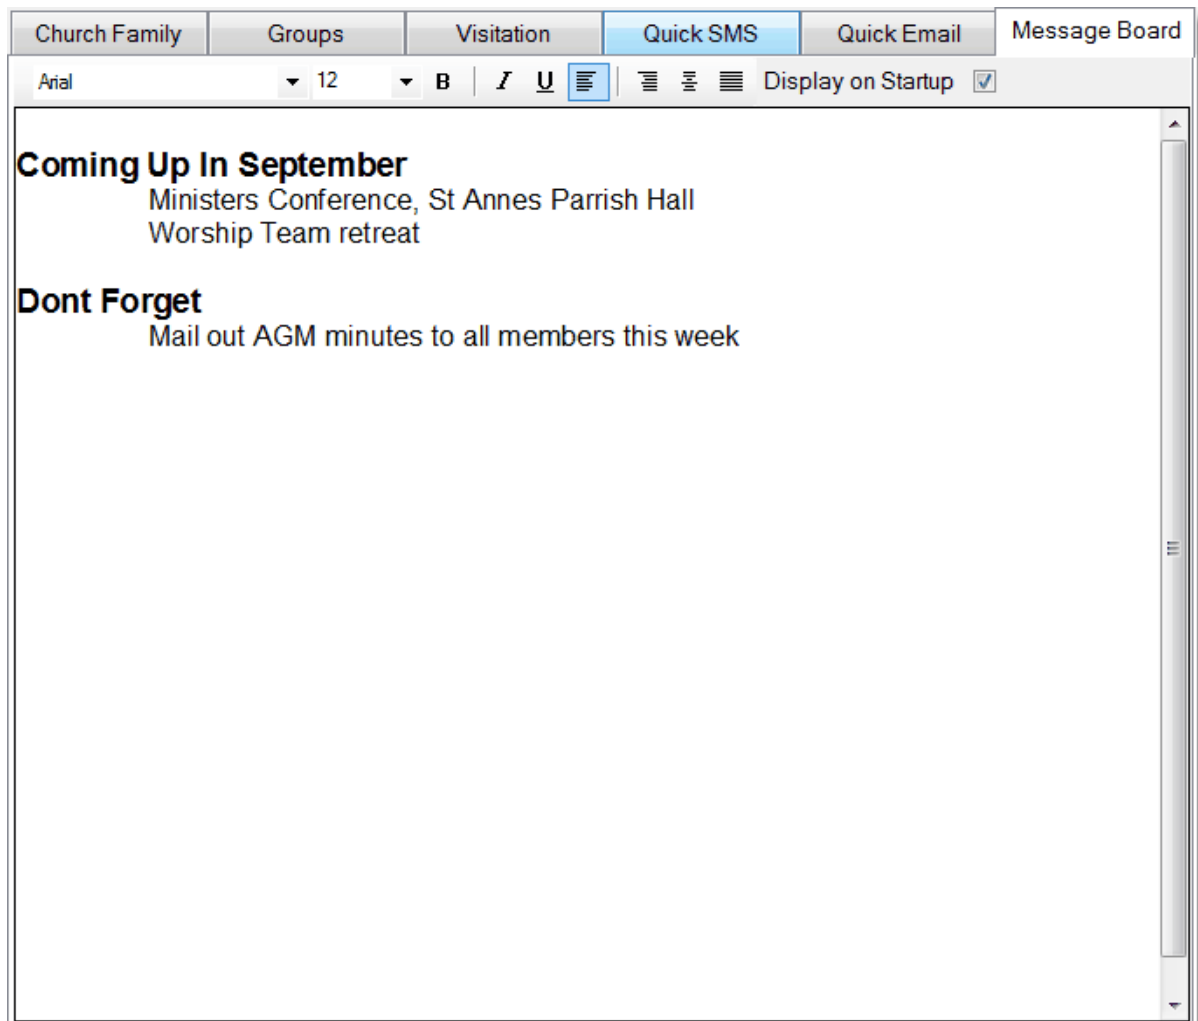 Church Family Groups Visitation Quick SMS Quick Email Message Board
Arial 12 B I U Display on Startup
Coming Up In September
Ministers Conference, St Annes Parrish Hall
Worship Team retreat
Dont Forget
Mail out AGM minutes to all members this week